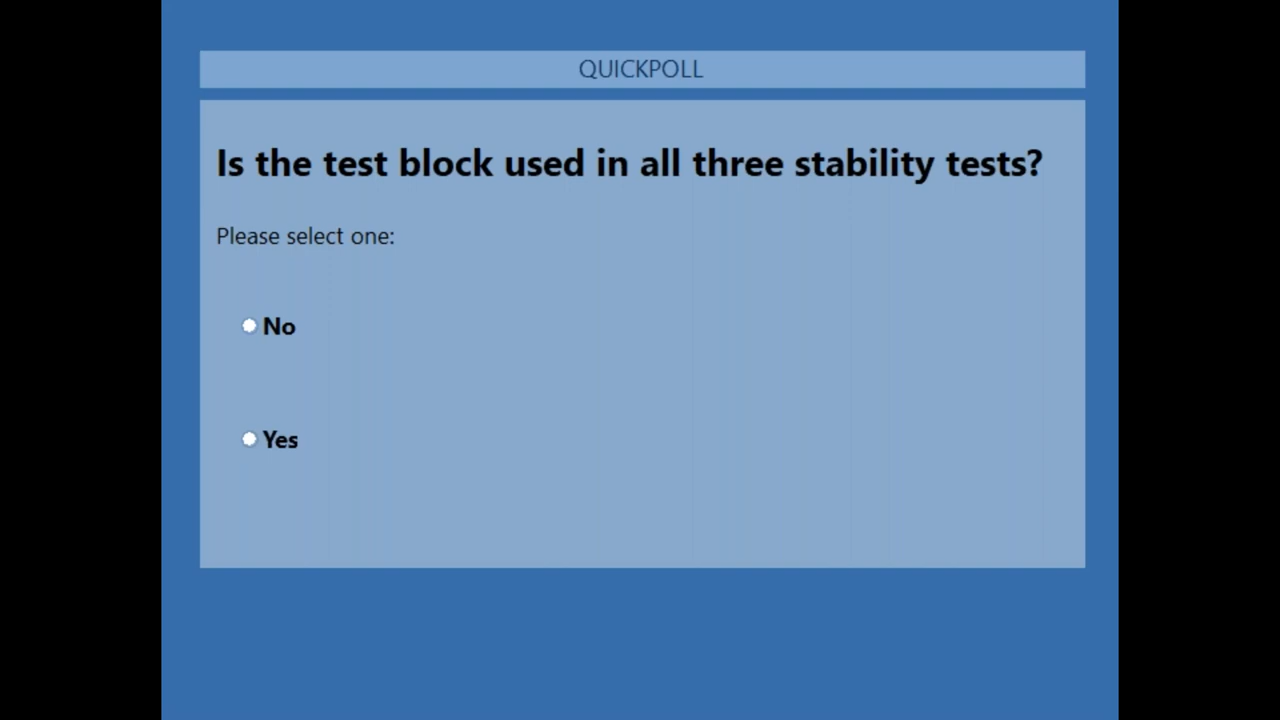 QUICKPOLL
Is the test block used in all three stability tests?
Please select one:
No
Yes